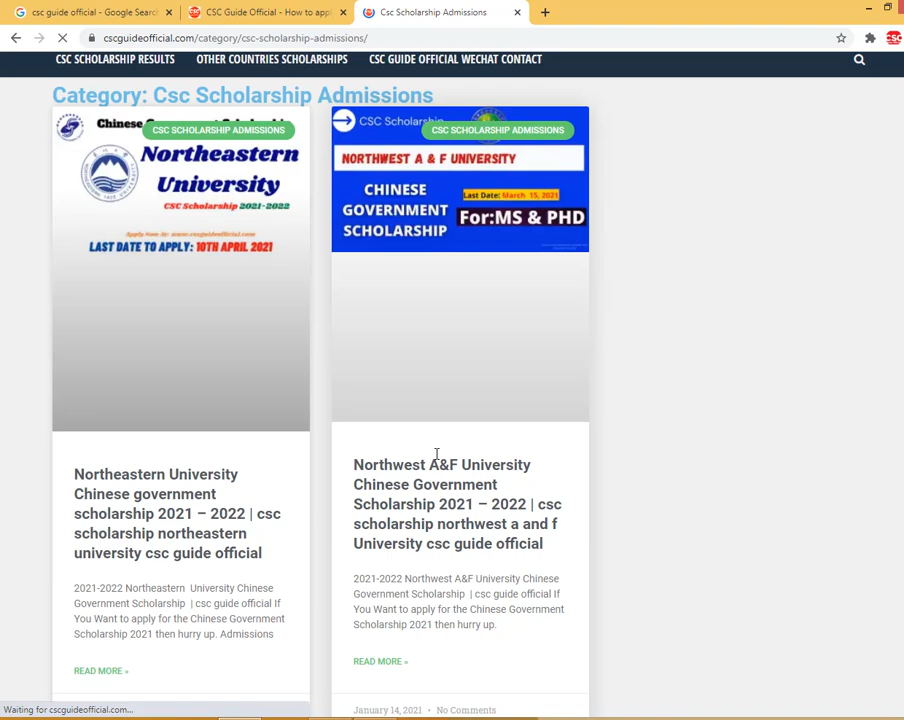 csc guide official - Google Searc
CSC Guide Official - How to appl
Csc Scholarship Admissions
cscguideofficial.com/category/csc-scholarship-admissions/
CSC SCHOLARSHIP RESULTS
OTHER COUNTRIES SCHOLARSHIPS
CSC GUIDE OFFICIAL WECHAT CONTACT
Category: Csc Scholarship Admissions
Chinese
CSC SCHOLARSHIP ADMISSIONS
Northeastern
University
CSC Scholarship 2021-2022
Apply Now in: www.cscguideofficial.com
LAST DATE TO APPLY: 10TH APRIL 2021
Northeastern University
Chinese government
scholarship 2021 – 2022 | csc
scholarship northeastern
university csc guide official
2021-2022 Northeastern University Chinese
Government Scholarship | csc guide official If
You Want to apply for the Chinese Government
Scholarship 2021 then hurry up. Admissions
READ MORE »
CSC Scholarship
CSC SCHOLARSHIP ADMISSIONS
NORTHWEST A & F UNIVERSITY
CHINESE
GOVERNMENT
SCHOLARSHIP
Last Date: March 15, 2021
For:MS & PHD
Northwest A&F University
Chinese Government
Scholarship 2021 – 2022 | csc
scholarship northwest a and f
University csc guide official
2021-2022 Northwest A&F University Chinese
Government Scholarship | csc guide official If
You Want to apply for the Chinese Government
Scholarship 2021 then hurry up.
READ MORE »
January 14, 2021 • No Comments
Waiting for cscguideofficial.com...